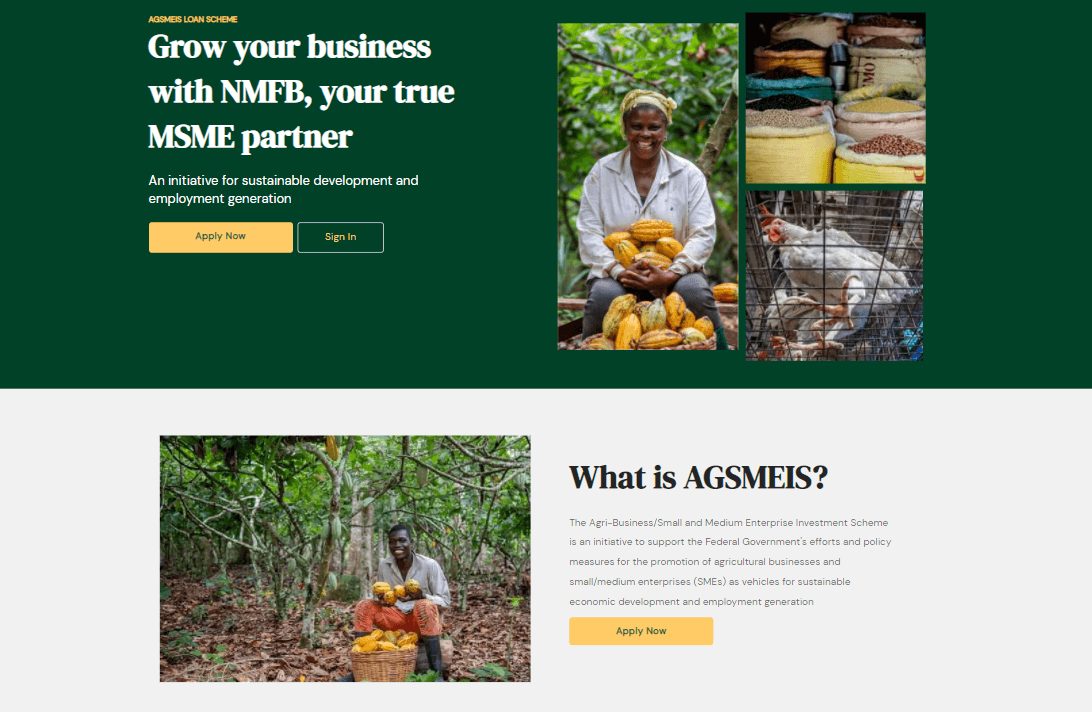 AGSMEIS LOAN SCHEME
Grow your business
with NMFB, your true
MSME partner
An initiative for sustainable development and
employment generation
Apply Now
Sign In
What is AGSMEIS?
The Agri-Business/Small and Medium Enterprise Investment Scheme
is an initiative to support the Federal Government's efforts and policy
measures for the promotion of agricultural businesses and
small/medium enterprises (SMEs) as vehicles for sustainable
economic development and employment generation
Apply Now